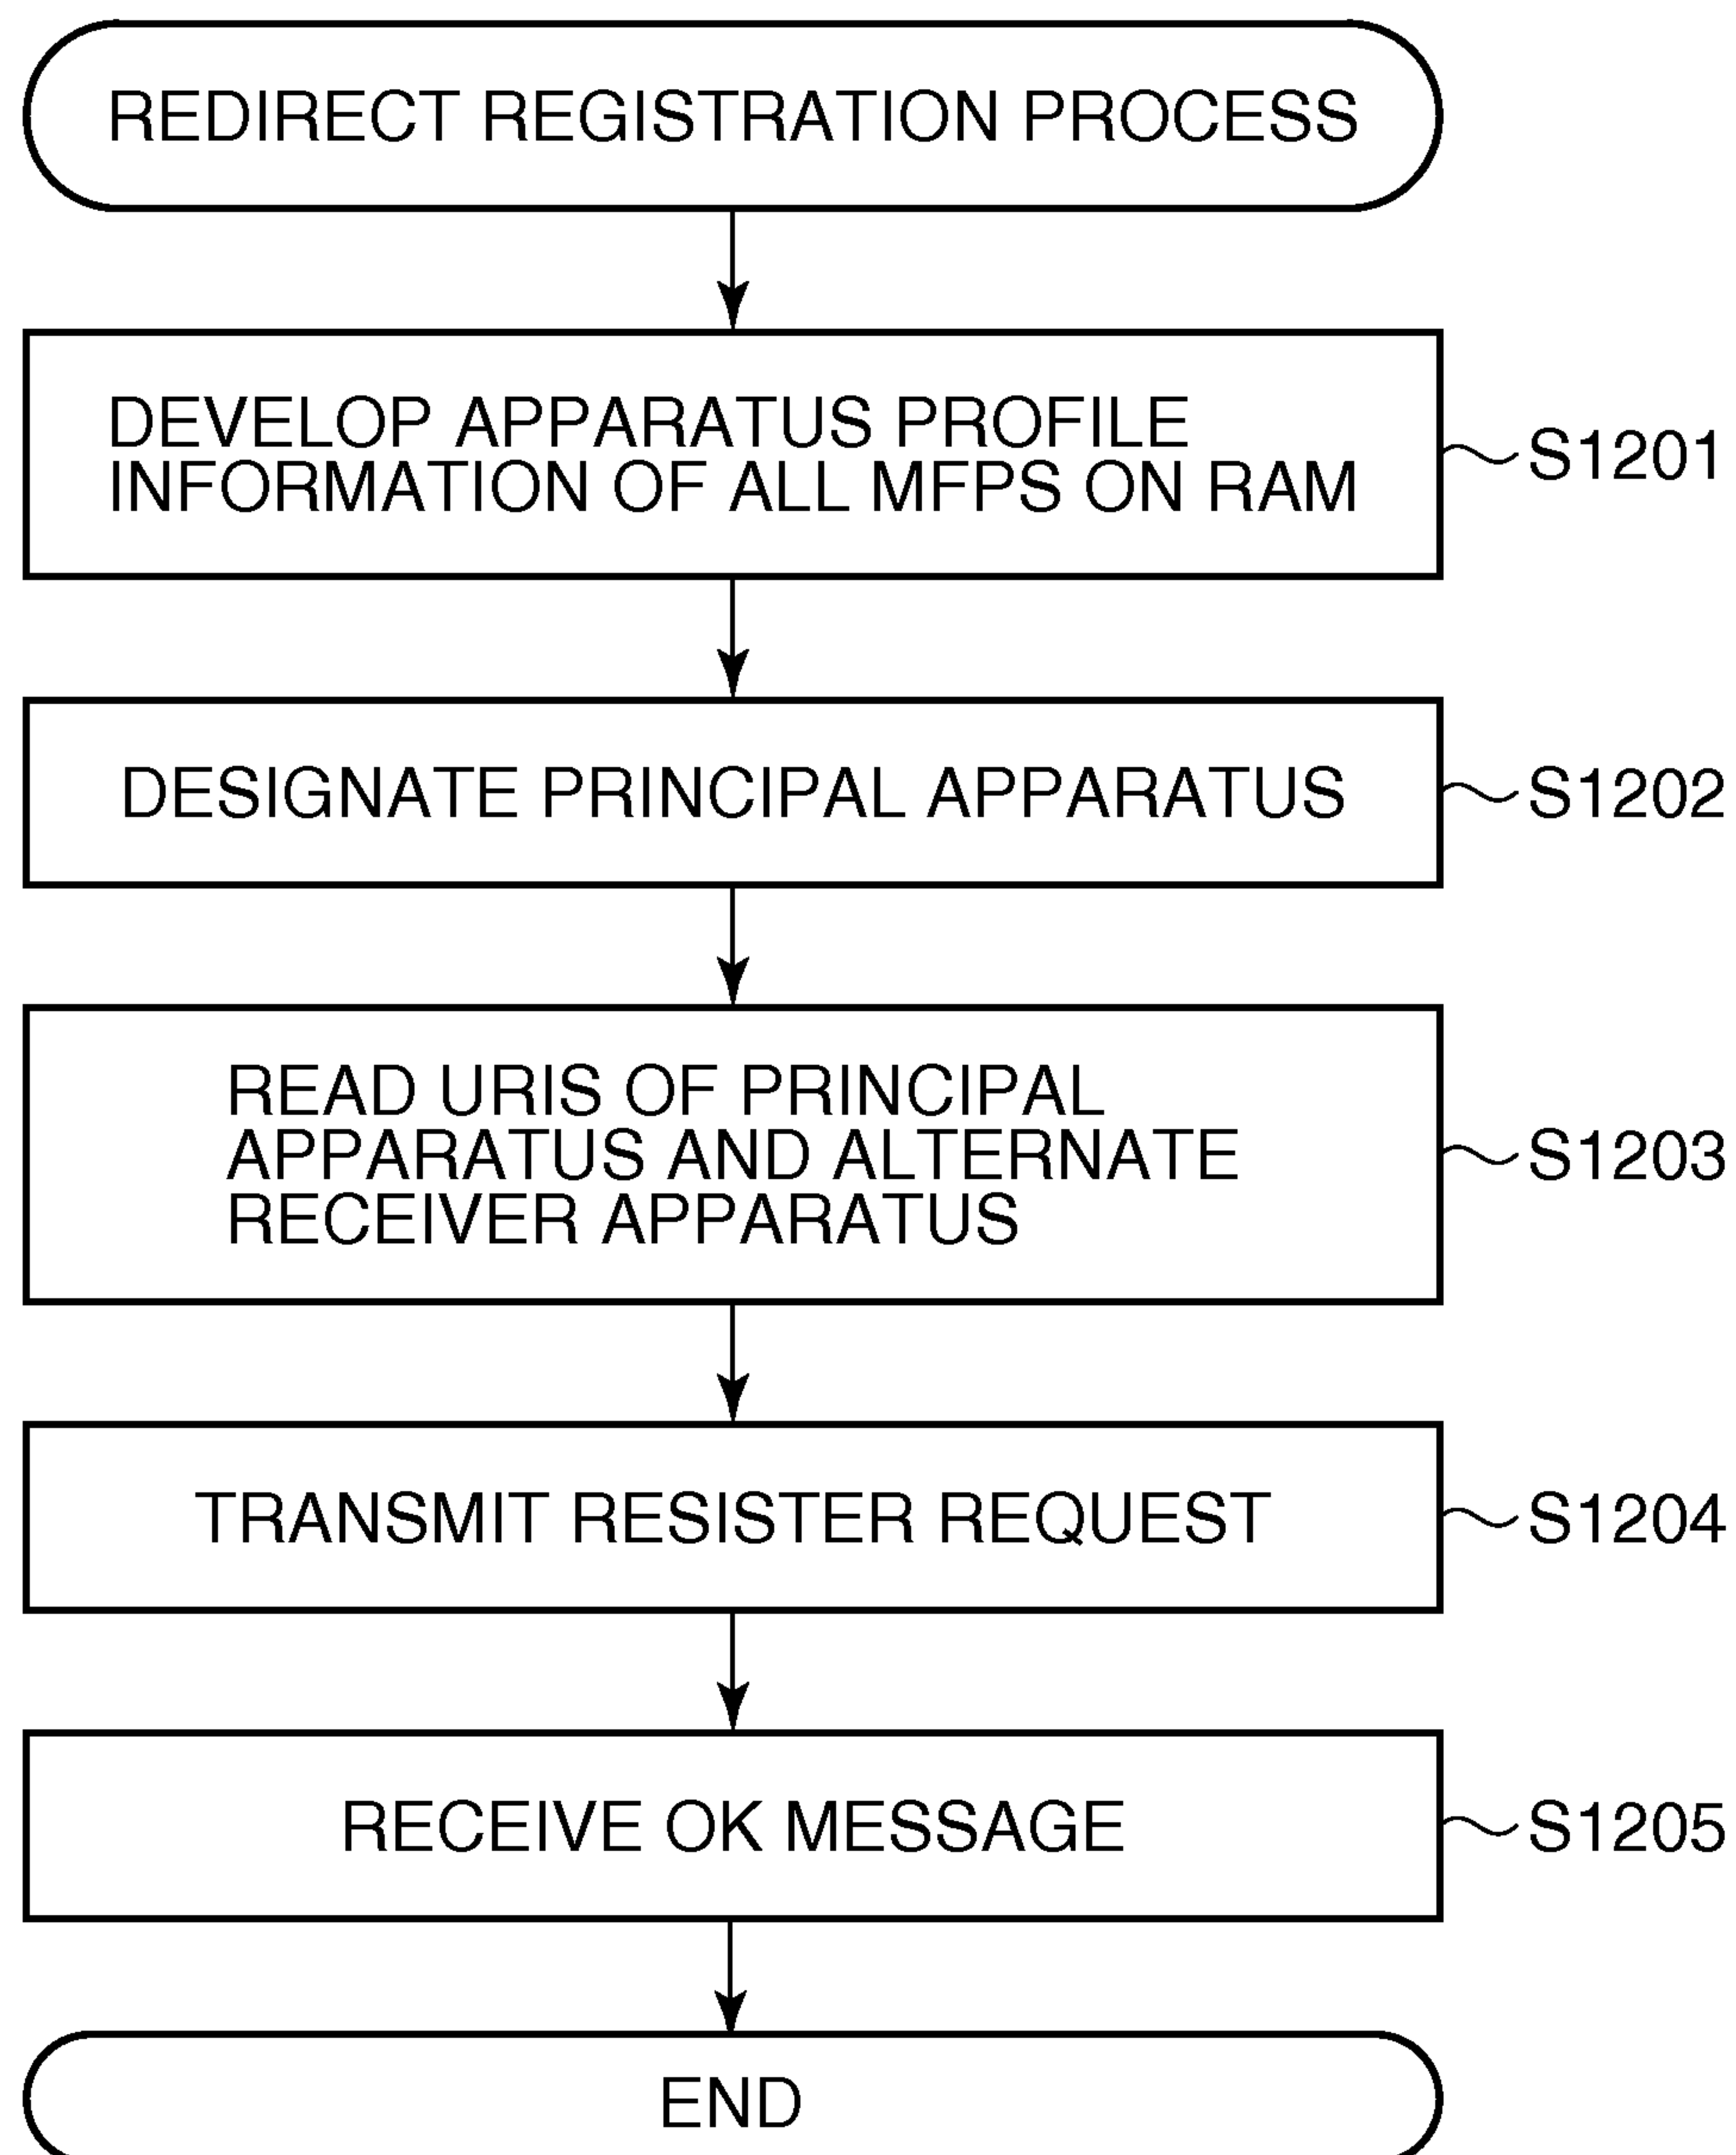 REDIRECT REGISTRATION PROCESS
DEVELOP APPARATUS PROFILE
INFORMATION OF ALL MFPS ON RAM
S1201
DESIGNATE PRINCIPAL APPARATUS
S1202
READ URIS OF PRINCIPAL
APPARATUS AND ALTERNATE
RECEIVER APPARATUS
S1203
TRANSMIT RESISTER REQUEST
S1204
RECEIVE OK MESSAGE
S1205
END